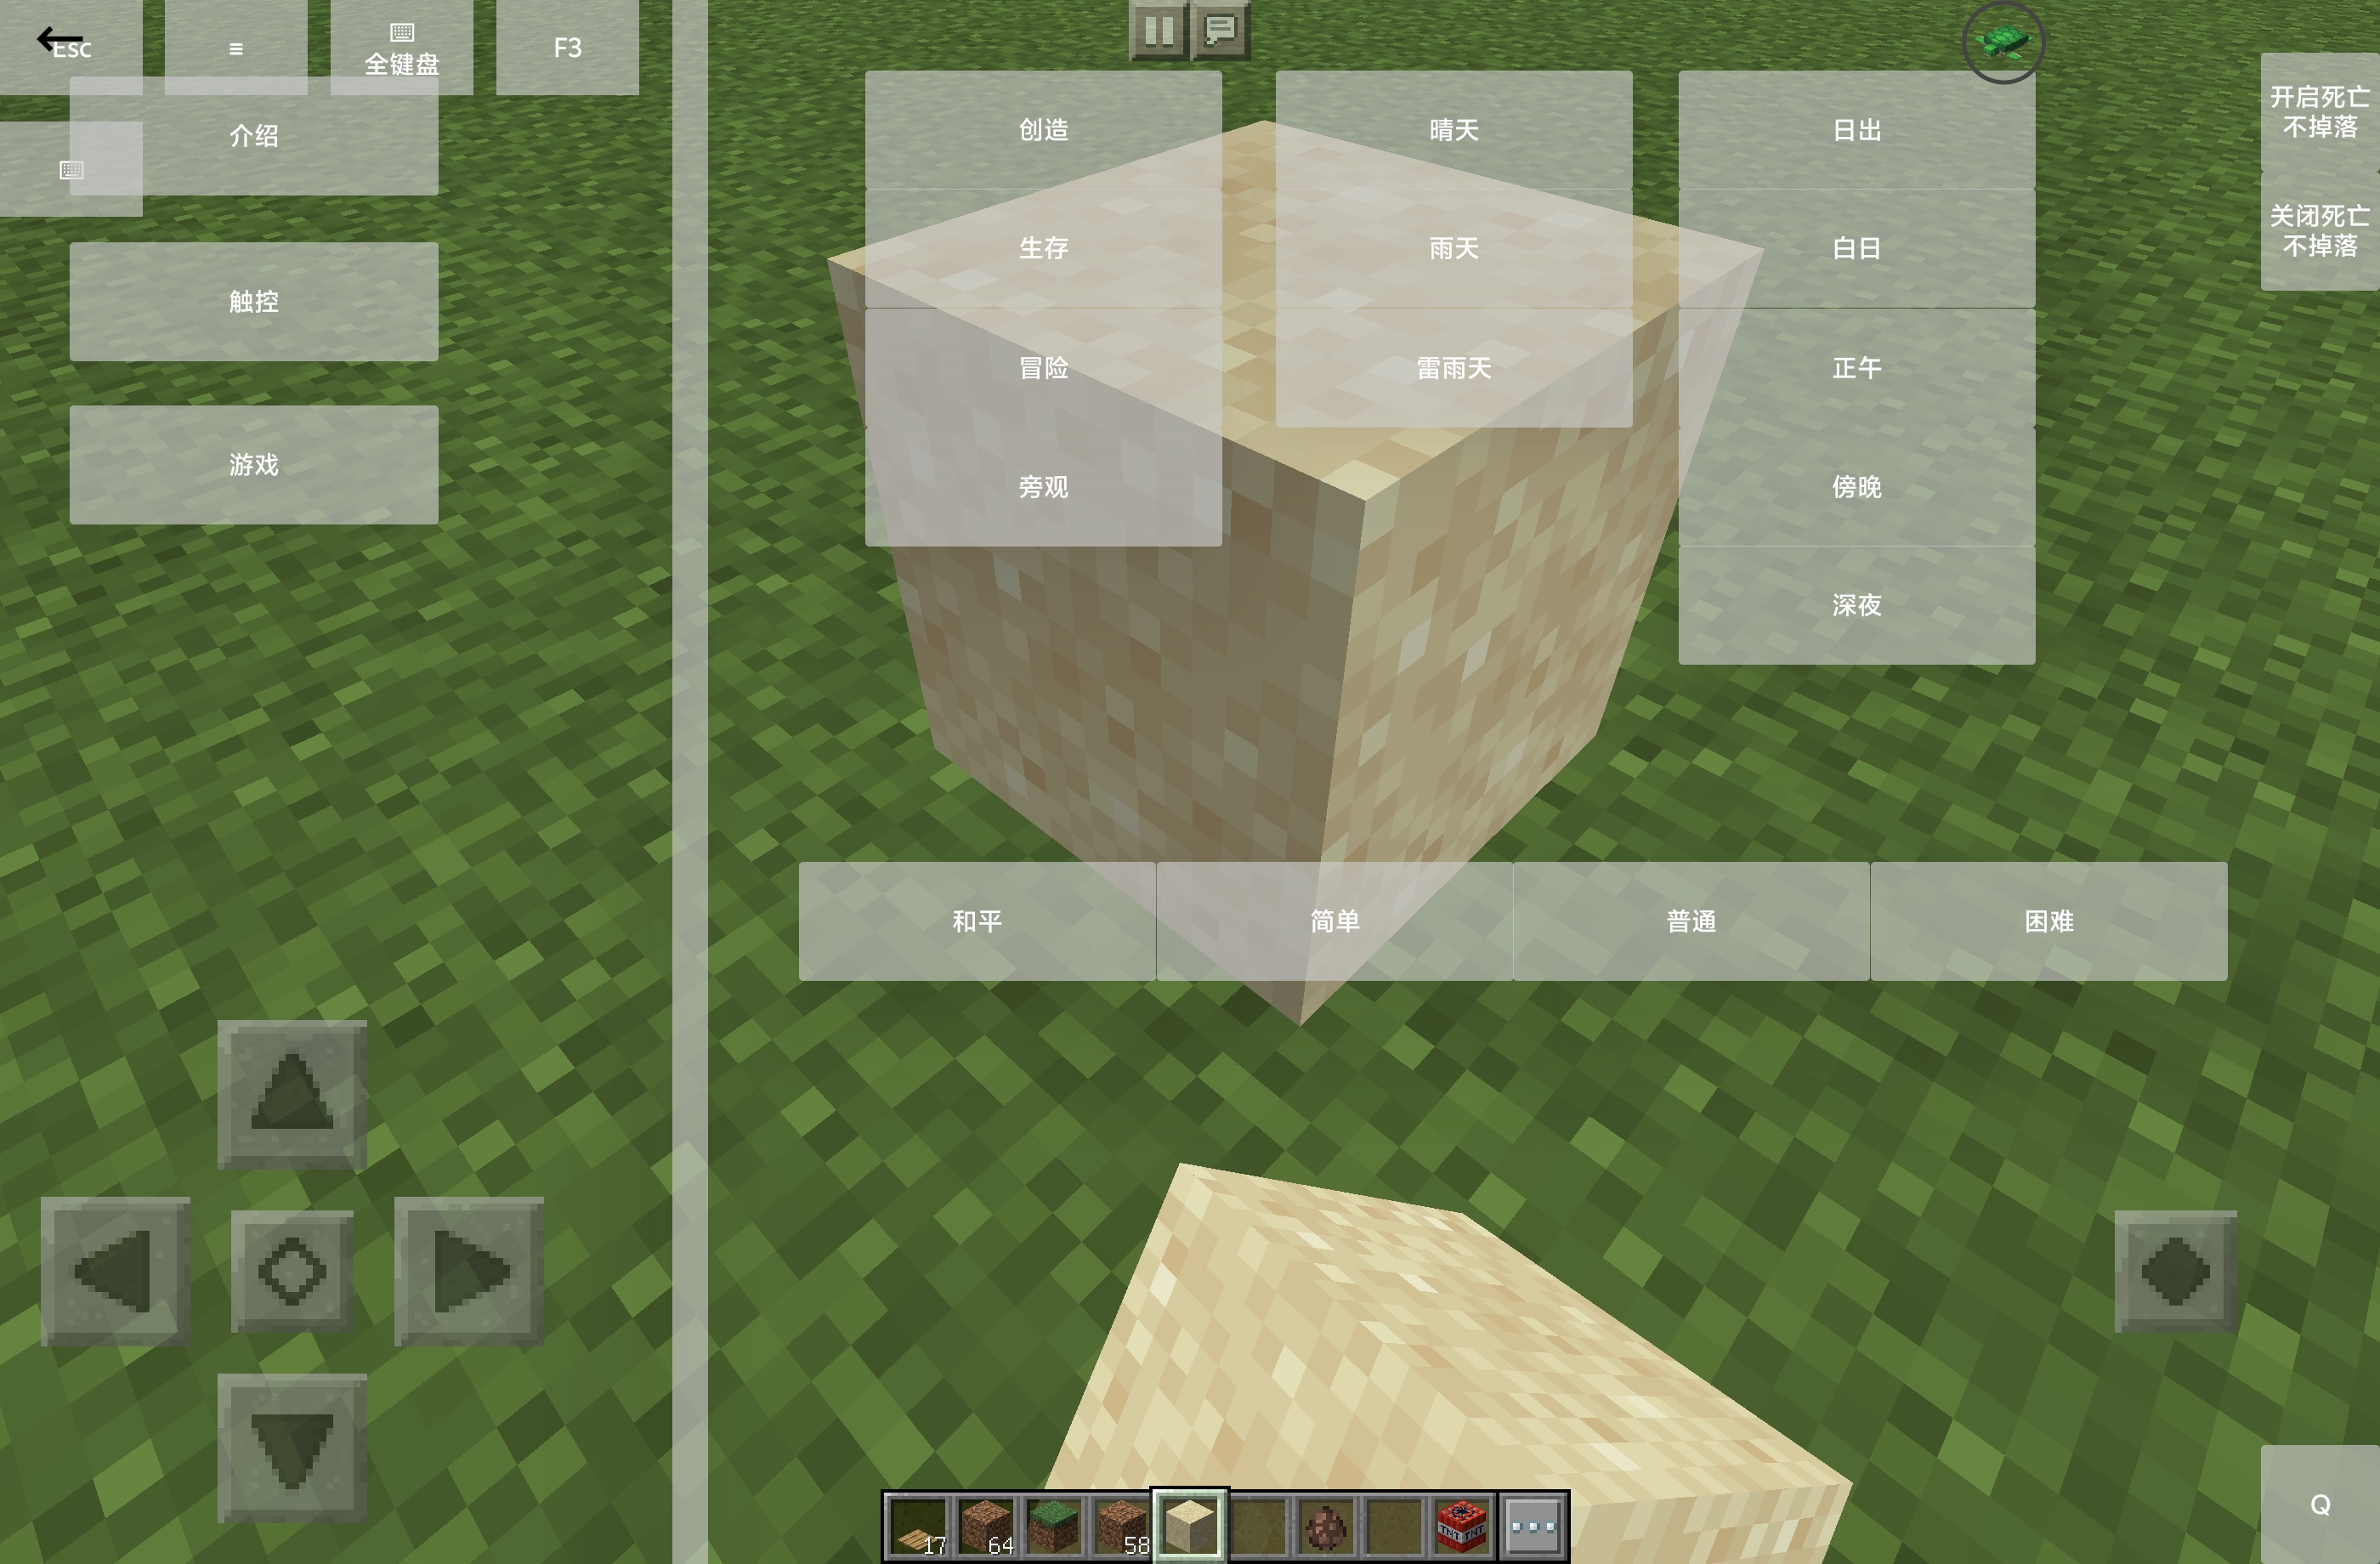 ESC
≡
全键盘
F3
介绍
触控
游戏
创造
生存
冒险
旁观
晴天
雨天
雷雨天
日出
白日
正午
傍晚
深夜
开启死亡
不掉落
关闭死亡
不掉落
和平
简单
普通
困难
17
64
58
TNT TNT
Q